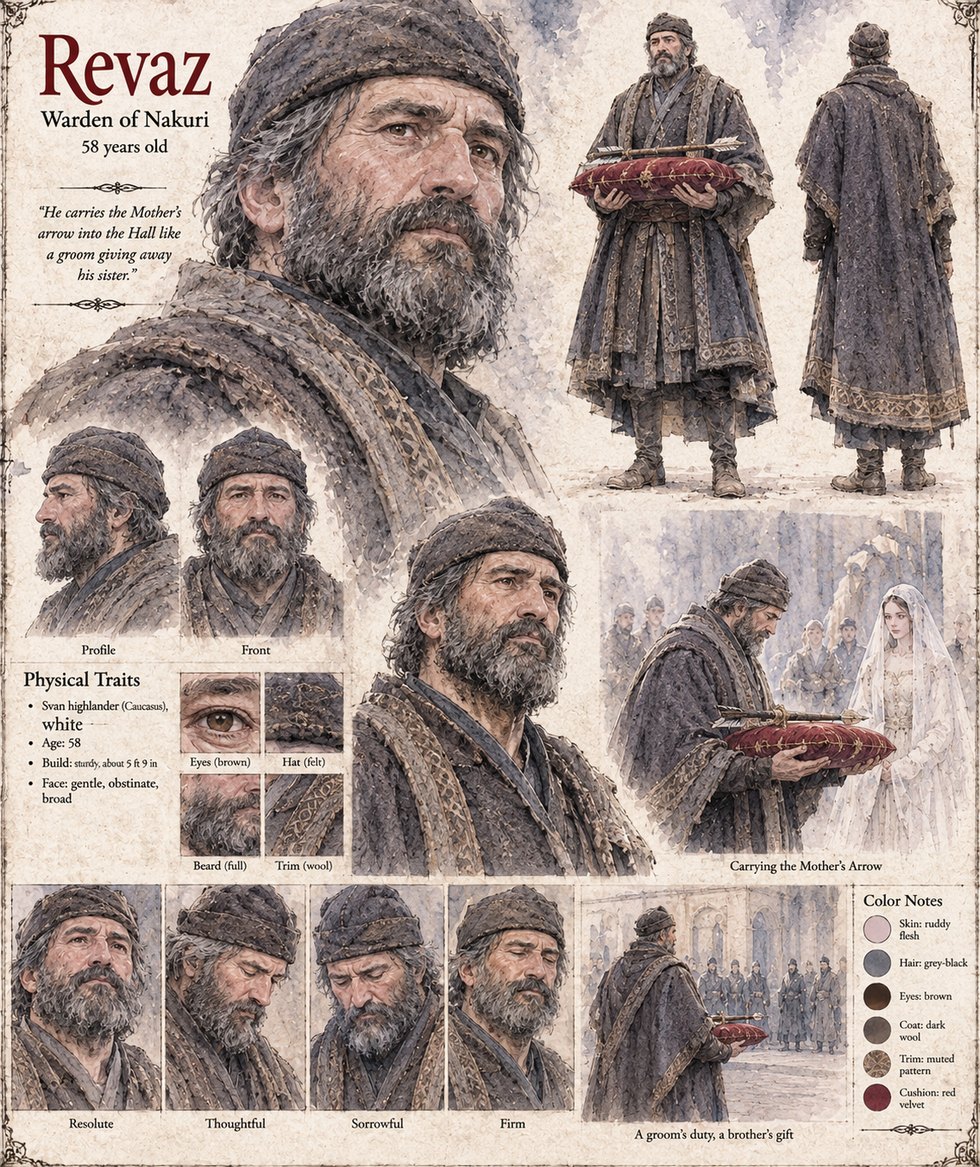 Revaz
Warden of Nakuri
58 years old
“He carries the Mother’s
arrow into the Hall like
a groom giving away
his sister.”
Profile
Front
Physical Traits
• Svan highlander (Caucasus),
white
• Age: 58
• Build: sturdy, about 5 ft 9 in
• Face: gentle, obstinate,
broad
Eyes (brown)
Hat (felt)
Beard (full)
Trim (wool)
Carrying the Mother’s Arrow
Resolute
Thoughtful
Sorrowful
Firm
A groom’s duty, a brother’s gift
Color Notes
Skin: ruddy
flesh
Hair: grey-black
Eyes: brown
Coat: dark
wool
Trim: muted
pattern
Cushion: red
velvet